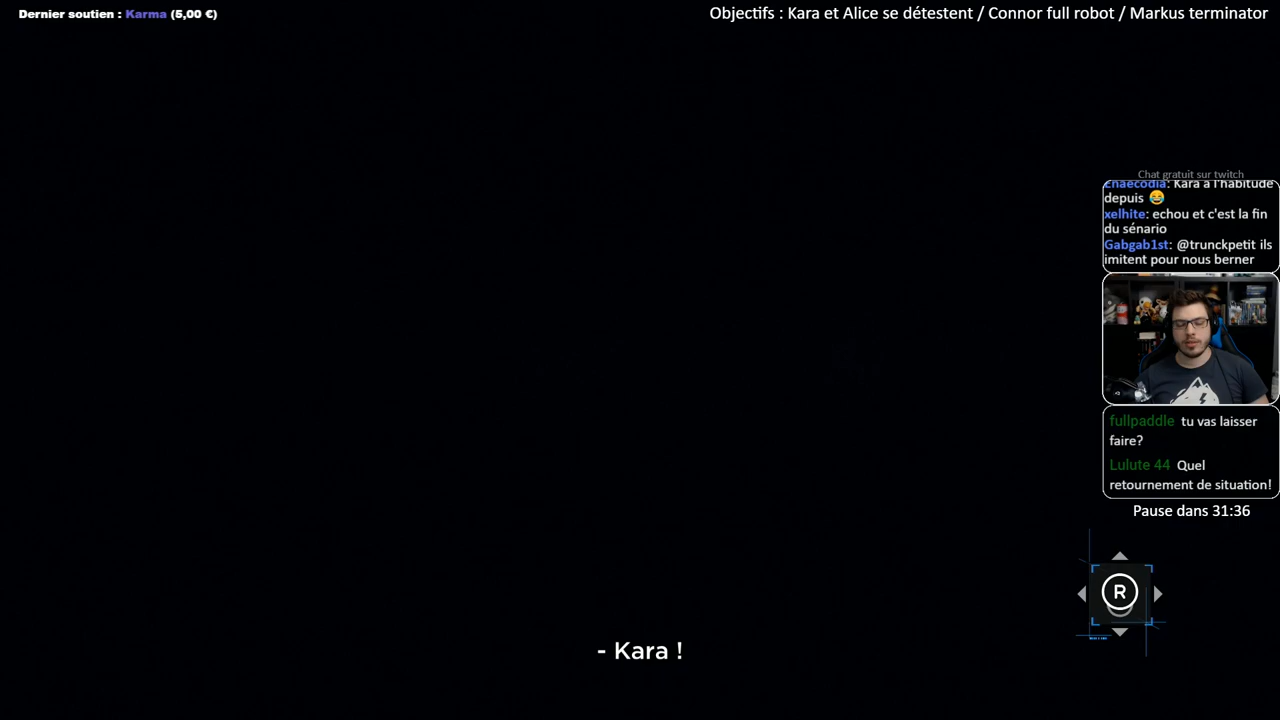 Dernier soutien : Karma (5,00 €)
Objectifs : Kara et Alice se détestent / Connor full robot / Markus terminator
Chat gratuit sur twitch
Enaecodia: Kara a l'habitude
depuis 😂
xelhite: echou et c'est la fin
du sénario
Gabgab1st: @trunckpetit ils
imitent pour nous berner
fullpaddle tu vas laisser
faire?
Lulute 44 Quel
retournement de situation!
Pause dans 31:36
R
- Kara !